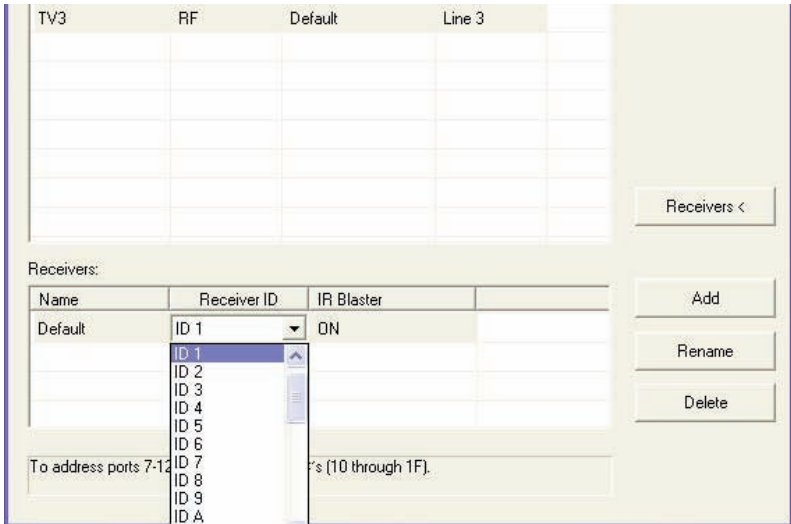 TV3 RF Default Line 3
Receivers <
Receivers:
Name Receiver ID IR Blaster
Add
Default ID 1 ON
Rename
Delete
ID 1
ID 2
ID 3
ID 4
ID 5
ID 6
ID 7
ID 8
ID 9
ID A
To address ports 7-12 's (10 through 1F).